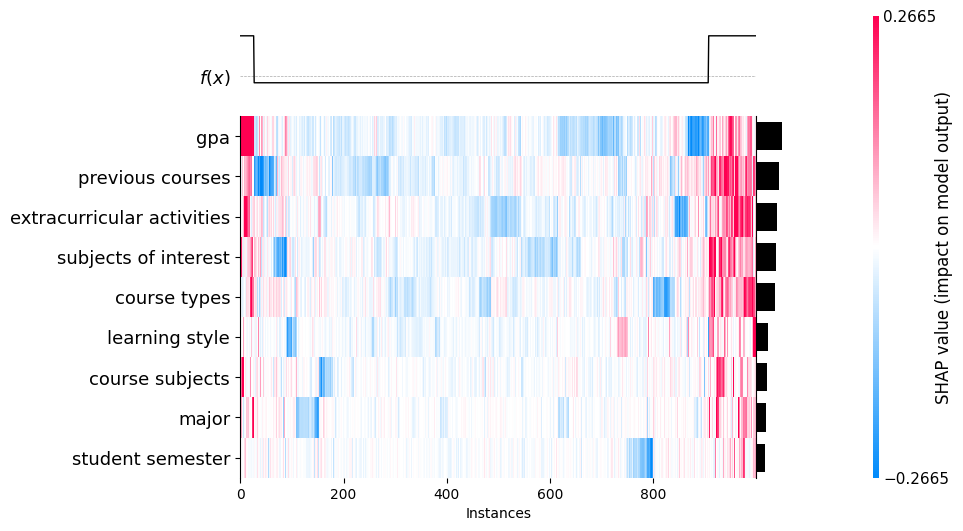 0.2665
f(x)
gpa
previous courses
extracurricular activities
subjects of interest
course types
learning style
course subjects
major
student semester
0 200 400 600 800
Instances
SHAP value (impact on model output)
−0.2665